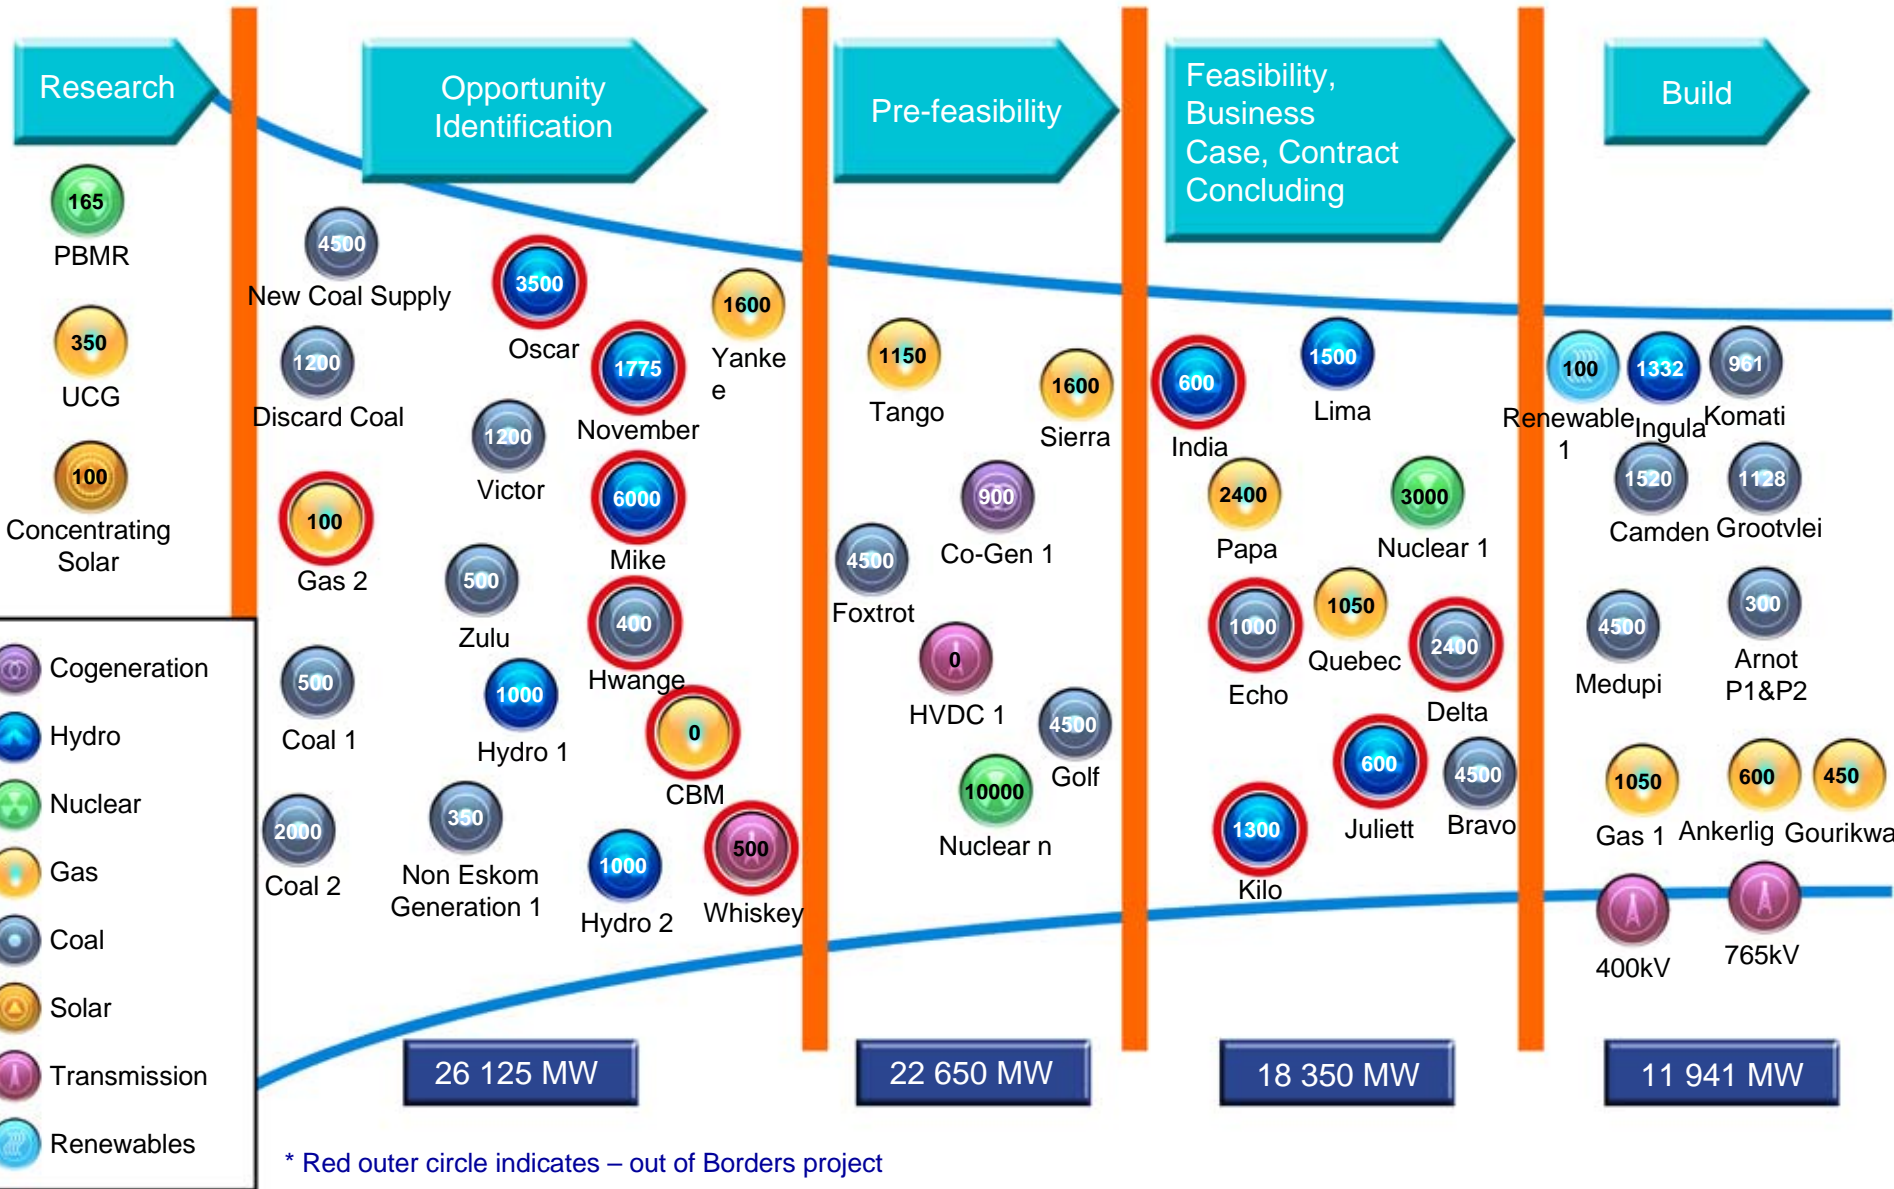 Research
Opportunity
Identification
Pre-feasibility
Feasibility,
Business
Case, Contract
Concluding
Build
165
PBMR
350
UCG
100
Concentrating
Solar
4500
New Coal Supply
1200
Discard Coal
100
Gas 2
500
Coal 1
2000
Coal 2
3500
Oscar
1200
Victor
500
Zulu
1000
Hydro 1
350
Non Eskom
Generation 1
1775
November
6000
Mike
400
Hwange
0
CBM
1000
Hydro 2
500
Whiskey
1600
Yanke
e
1150
Tango
1600
Sierra
900
Co-Gen 1
4500
Foxtrot
0
HVDC 1
4500
Golf
10000
Nuclear n
600
India
1500
Lima
2400
Papa
3000
Nuclear 1
1000
Echo
1050
Quebec
2400
Delta
600
Juliett
4500
Bravo
1300
Kilo
100
Renewable
1
1332
Ingula
961
Komati
1520
Camden
1128
Grootvlei
4500
Medupi
300
Arnot
P1&P2
1050
Gas 1
600
Ankerlig
450
Gourikwa
400kV
765kV
Cogeneration
Hydro
Nuclear
Gas
Coal
Solar
Transmission
Renewables
26 125 MW
22 650 MW
18 350 MW
11 941 MW
* Red outer circle indicates – out of Borders project